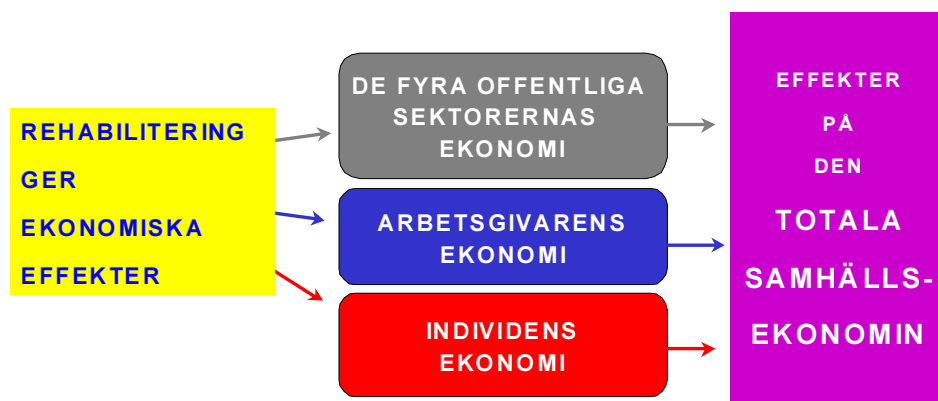 REHABILITERING
GER
EKONOMISKA
EFFEKTER
DE FYRA OFFENTLIGA
SEKTORERNAS
EKONOMI
ARBETSGIVARENS
EKONOMI
INDIVIDENS
EKONOMI
EFFEKTER
PÅ
DEN
TOTALA
SAMHÄLLS-
EKONOMIN